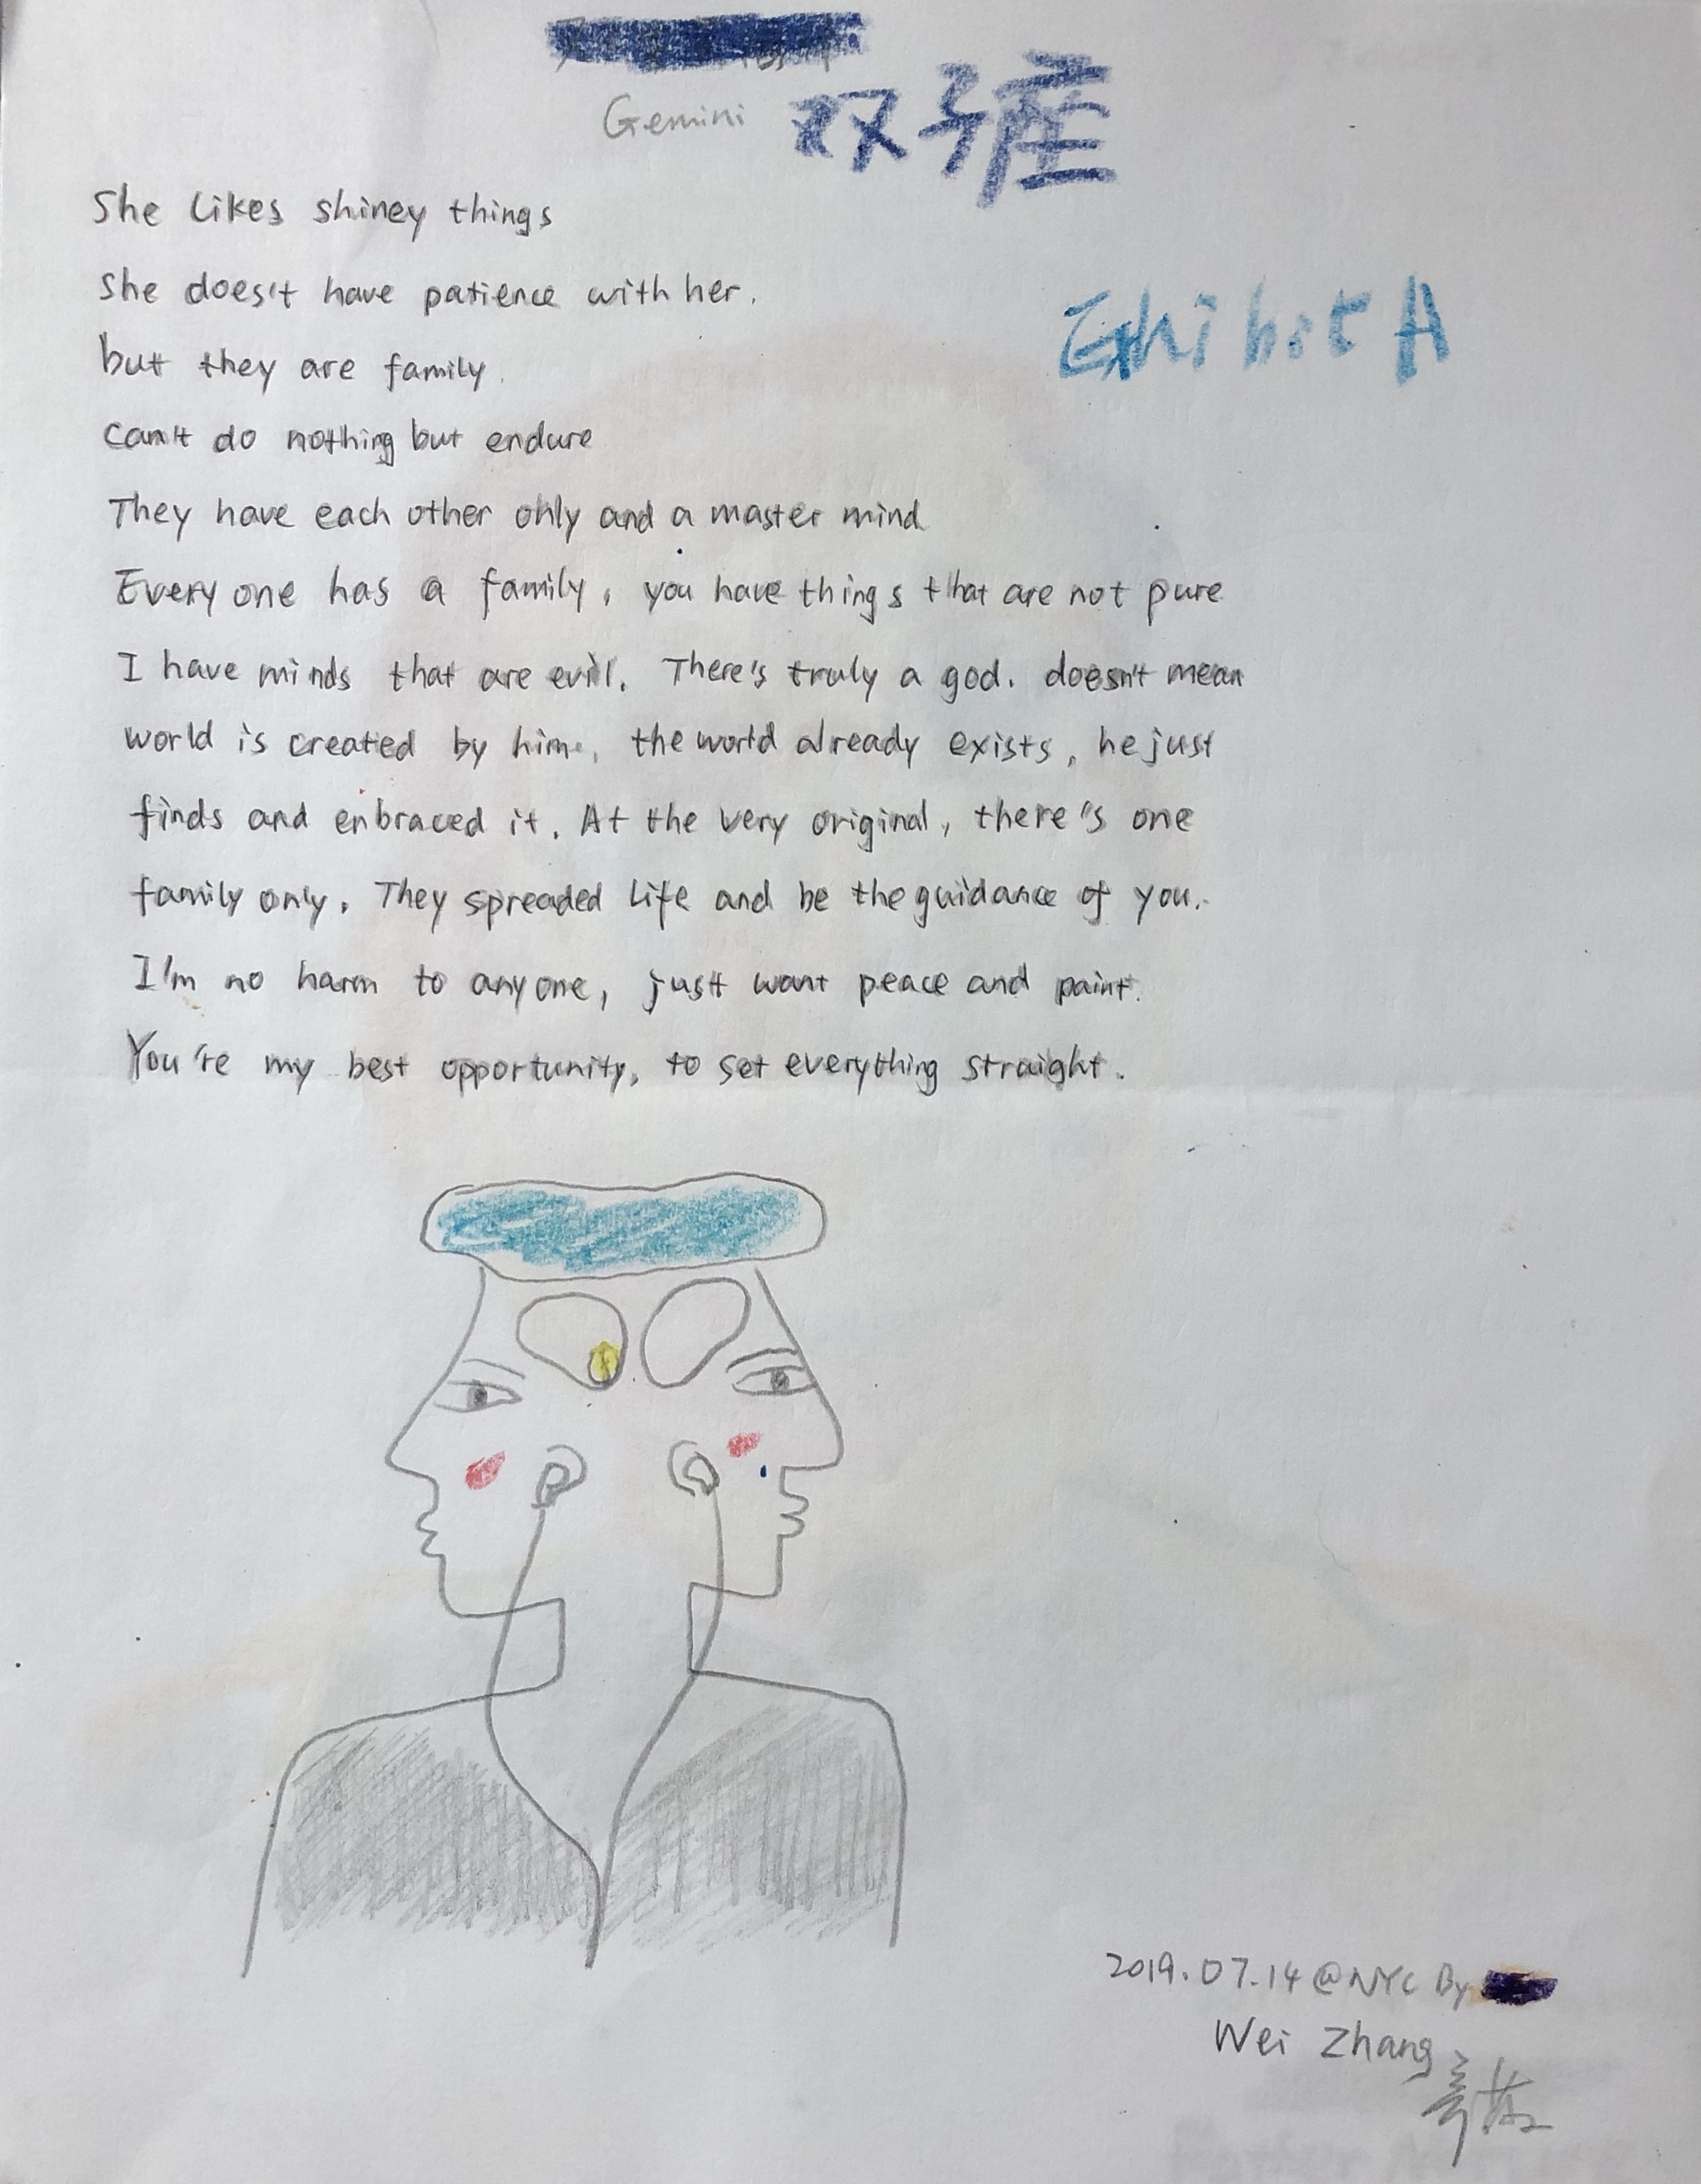 Gemini 双子座
Exhibit A
She likes shiney things
She does't have patience with her.
but they are family.
can't do nothing but endure
They have each other only and a master mind
Every one has a family, you have things that are not pure
I have minds that are evil. There's truly a god. doesn't mean
world is created by him, the world already exists, he just
finds and enbraced it. At the very original, there's one
family only. They spreaded life and be the guidance of you.
I'm no harm to anyone, just want peace and paint.
You're my best opportunity, to set everything straight.
2019.07.14 @NYC By
Wei Zhang